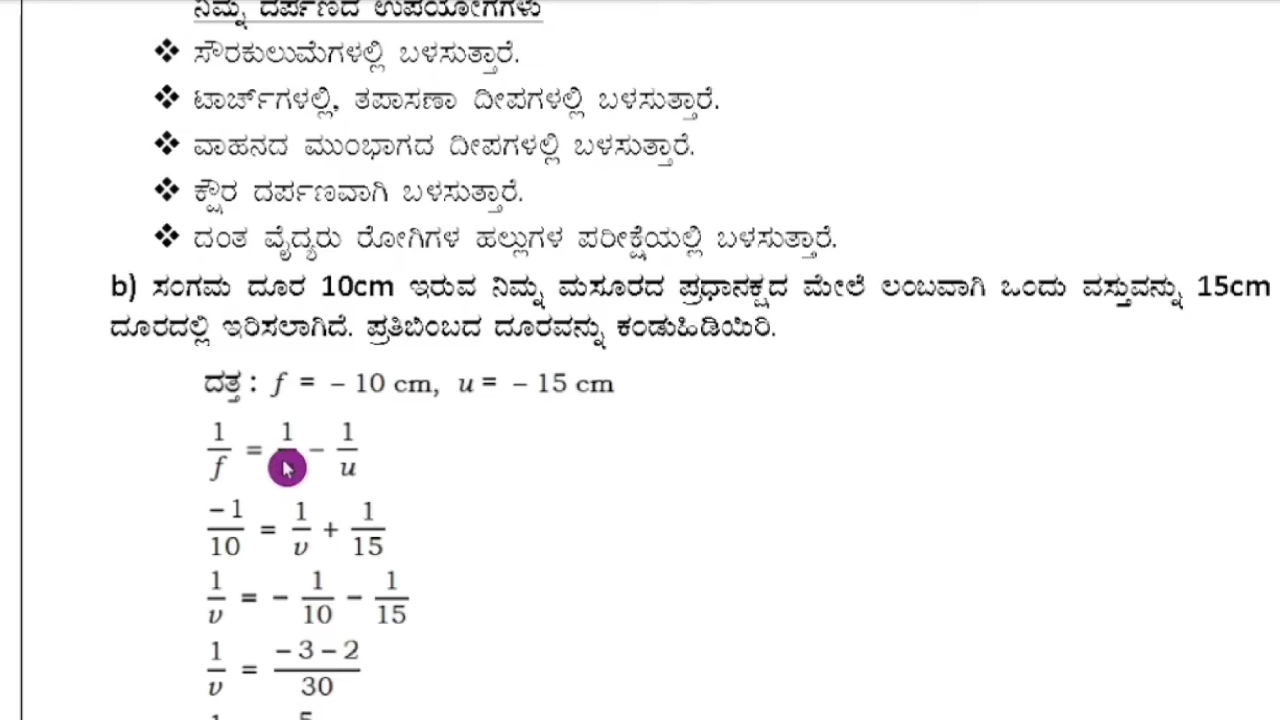 ನಿಮ್ನ ದರ್ಪಣದ ಉಪಯೋಗಗಳು
❖ ಸೌರಕುಲುಮೆಗಳಲ್ಲಿ ಬಳಸುತ್ತಾರೆ.
❖ ಟಾರ್ಚ್‌ಗಳಲ್ಲಿ, ತಪಾಸಣಾ ದೀಪಗಳಲ್ಲಿ ಬಳಸುತ್ತಾರೆ.
❖ ವಾಹನದ ಮುಂಭಾಗದ ದೀಪಗಳಲ್ಲಿ ಬಳಸುತ್ತಾರೆ.
❖ ಕ್ಷೌರ ದರ್ಪಣವಾಗಿ ಬಳಸುತ್ತಾರೆ.
❖ ದಂತ ವೈದ್ಯರು ರೋಗಿಗಳ ಹಲ್ಲುಗಳ ಪರೀಕ್ಷೆಯಲ್ಲಿ ಬಳಸುತ್ತಾರೆ.
b) ಸಂಗಮ ದೂರ 10cm ಇರುವ ನಿಮ್ನ ಮಸೂರದ ಪ್ರಧಾನಕ್ಷದ ಮೇಲೆ ಲಂಬವಾಗಿ ಒಂದು ವಸ್ತುವನ್ನು 15cm
ದೂರದಲ್ಲಿ ಇರಿಸಲಾಗಿದೆ. ಪ್ರತಿಬಿಂಬದ ದೂರವನ್ನು ಕಂಡುಹಿಡಿಯಿರಿ.
ದತ್ತ : f = – 10 cm, u = – 15 cm
1/f = 1/ – 1/u
–1/10 = 1/v + 1/15
1/v = – 1/10 – 1/15
1/v = –3–2/30